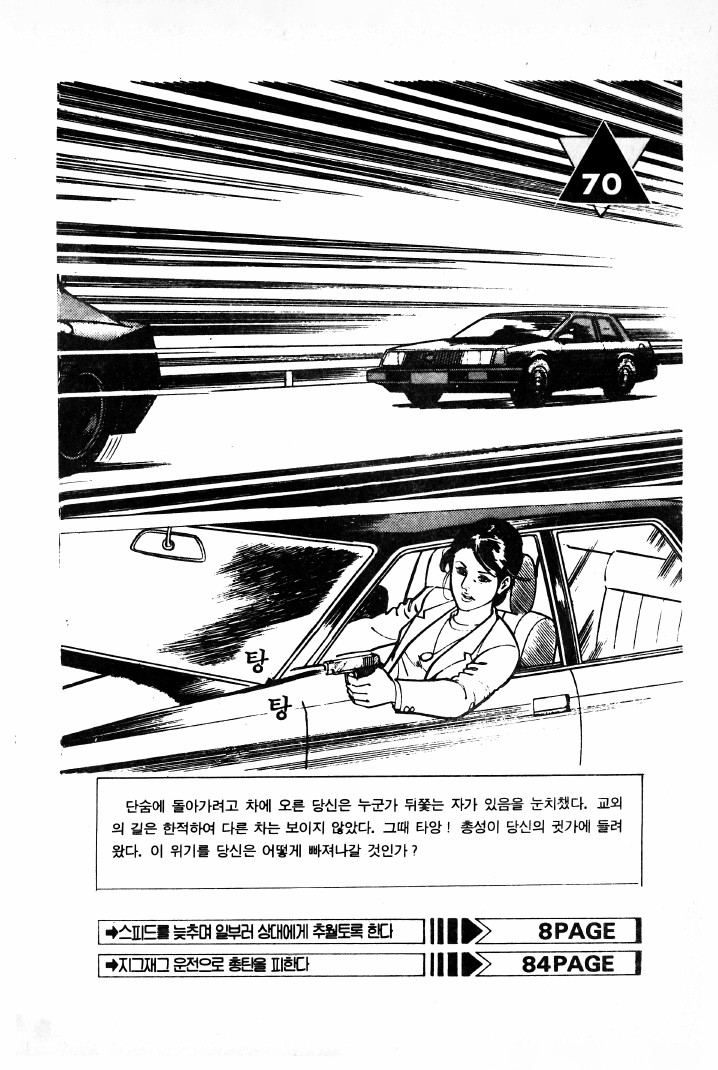 70
탕
탕
단숨에 돌아가려고 차에 오른 당신은 누군가 뒤쫓는 자가 있음을 눈치챘다. 교외
의 길은 한적하여 다른 차는 보이지 않았다. 그때 타앙! 총성이 당신의 귓가에 들려
왔다. 이 위기를 당신은 어떻게 빠져나갈 것인가?
➡스피드를 늦추며 일부러 상대에게 추월토록 한다 8PAGE
➡지그재그 운전으로 총탄을 피한다 84PAGE